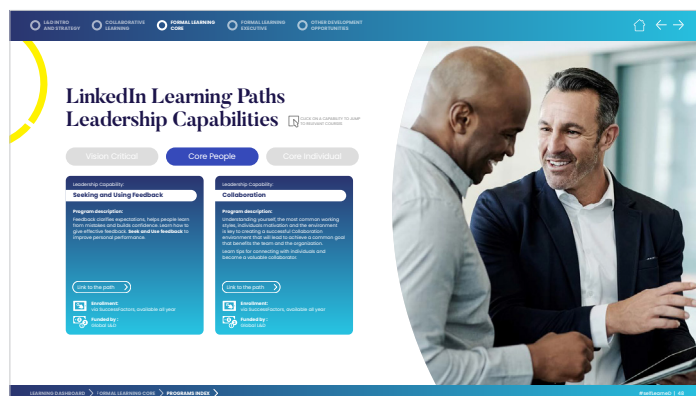 L&D INTRO
AND STRATEGY
COLLABORATIVE
LEARNING
FORMAL LEARNING
CORE
FORMAL LEARNING
EXECUTIVE
OTHER DEVELOPMENT
OPPORTUNITIES
LinkedIn Learning Paths
Leadership Capabilities
CLICK ON A CAPABILITY TO JUMP
TO RELEVANT COURSES
Vision Critical
Core People
Core Individual
Leadership Capability:
Seeking and Using Feedback
Program description:
Feedback clarifies expectations, helps people learn
from mistakes and builds confidence. Learn how to
give effective feedback. Seek and Use feedback to
improve personal performance.
Link to the path
Enrollment:
via SuccessFactors, available all year
Funded by :
Global L&D
Leadership Capability:
Collaboration
Program description:
Understanding yourself, the most common working
styles, individuals motivation and the environment
is key to creating a successful Collaboration
environment that will lead to achieve a common goal
that benefits the team and the organization.
Learn tips for connecting with individuals and
become a valuable collaborator.
Link to the path
Enrollment:
via SuccessFactors, available all year
Funded by :
Global L&D
LEARNING DASHBOARD
FORMAL LEARNING CORE
PROGRAMS INDEX
| 48